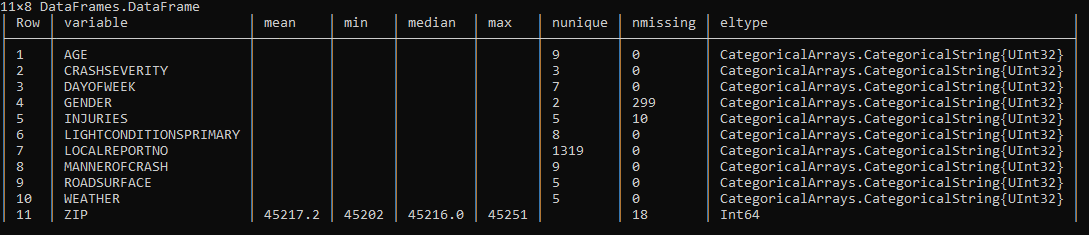 11×8 DataFrames.DataFrame
│ Row │ variable │ mean │ min │ median │ max │ nunique │ nmissing │ eltype │
│ 1 │ AGE │ │ │ │ │ 9 │ 0 │ CategoricalArrays.CategoricalString{UInt32} │
│ 2 │ CRASHSEVERITY │ │ │ │ │ 3 │ 0 │ CategoricalArrays.CategoricalString{UInt32} │
│ 3 │ DAYOFWEEK │ │ │ │ │ 7 │ 0 │ CategoricalArrays.CategoricalString{UInt32} │
│ 4 │ GENDER │ │ │ │ │ 2 │ 299 │ CategoricalArrays.CategoricalString{UInt32} │
│ 5 │ INJURIES │ │ │ │ │ 5 │ 10 │ CategoricalArrays.CategoricalString{UInt32} │
│ 6 │ LIGHTCONDITIONSPRIMARY │ │ │ │ │ 8 │ 0 │ CategoricalArrays.CategoricalString{UInt32} │
│ 7 │ LOCALREPORTNO │ │ │ │ │ 1319 │ 0 │ CategoricalArrays.CategoricalString{UInt32} │
│ 8 │ MANNEROFCRASH │ │ │ │ │ 9 │ 0 │ CategoricalArrays.CategoricalString{UInt32} │
│ 9 │ ROADSURFACE │ │ │ │ │ 5 │ 0 │ CategoricalArrays.CategoricalString{UInt32} │
│ 10 │ WEATHER │ │ │ │ │ 5 │ 0 │ CategoricalArrays.CategoricalString{UInt32} │
│ 11 │ ZIP │ 45217.2 │ 45202 │ 45216.0 │ 45251 │ │ 18 │ Int64 │